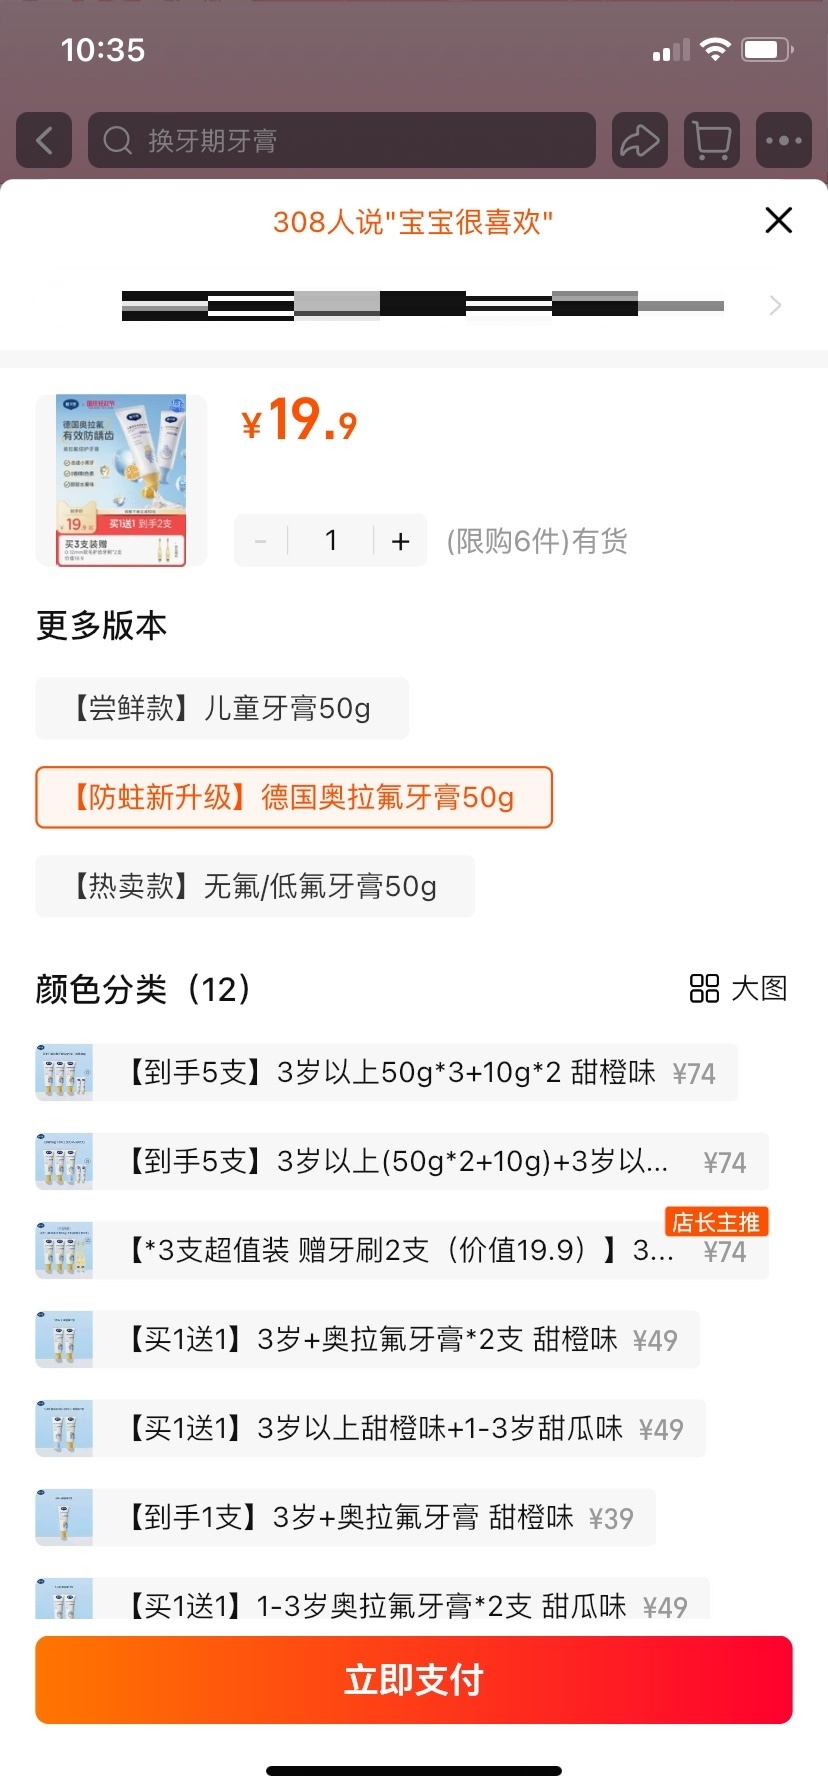 10:35
换牙期牙膏
308人说"宝宝很喜欢"
德国奥拉氟
有效防龋齿
19.9
买1送1 到手2支
买3支装赠
¥19.9
1
(限购6件)有货
更多版本
【尝鲜款】儿童牙膏50g
【防蛀新升级】德国奥拉氟牙膏50g
【热卖款】无氟/低氟牙膏50g
颜色分类（12）
大图
【到手5支】3岁以上50g*3+10g*2 甜橙味 ¥74
【到手5支】3岁以上(50g*2+10g)+3岁以... ¥74
店长主推
【*3支超值装 赠牙刷2支（价值19.9）】3... ¥74
【买1送1】3岁+奥拉氟牙膏*2支 甜橙味 ¥49
【买1送1】3岁以上甜橙味+1-3岁甜瓜味 ¥49
【到手1支】3岁+奥拉氟牙膏 甜橙味 ¥39
【买1送1】1-3岁奥拉氟牙膏*2支 甜瓜味 ¥49
立即支付